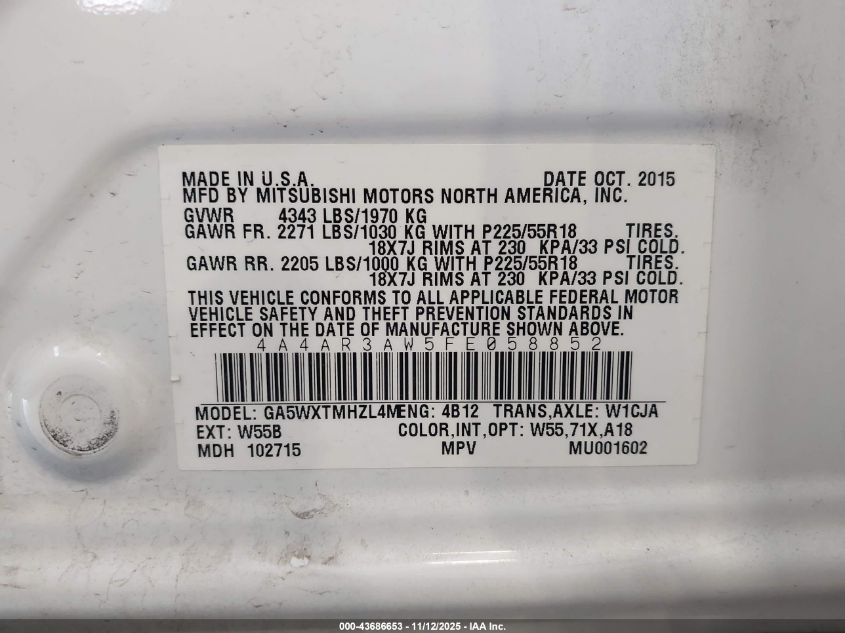 MADE IN U.S.A. DATE OCT. 2015
MFD BY MITSUBISHI MOTORS NORTH AMERICA, INC.
GVWR 4343 LBS/1970 KG
GAWR FR. 2271 LBS/1030 KG WITH P225/55R18 TIRES.
18X7J RIMS AT 230 KPA/33 PSI COLD.
GAWR RR. 2205 LBS/1000 KG WITH P225/55R18 TIRES.
18X7J RIMS AT 230 KPA/33 PSI COLD.
THIS VEHICLE CONFORMS TO ALL APPLICABLE FEDERAL MOTOR
VEHICLE SAFETY AND THEFT PREVENTION STANDARDS IN
EFFECT ON THE DATE OF MANUFACTURE SHOWN ABOVE.
4A4AR3AW5FE058852
MODEL: GA5WXTMHZL4MENG: 4B12 TRANS,AXLE: W1CJA
EXT: W55B COLOR,INT,OPT: W55,71X,A18
MDH 102715 MPV MU001602
000-43686653 - 11/12/2025 - IAA Inc.